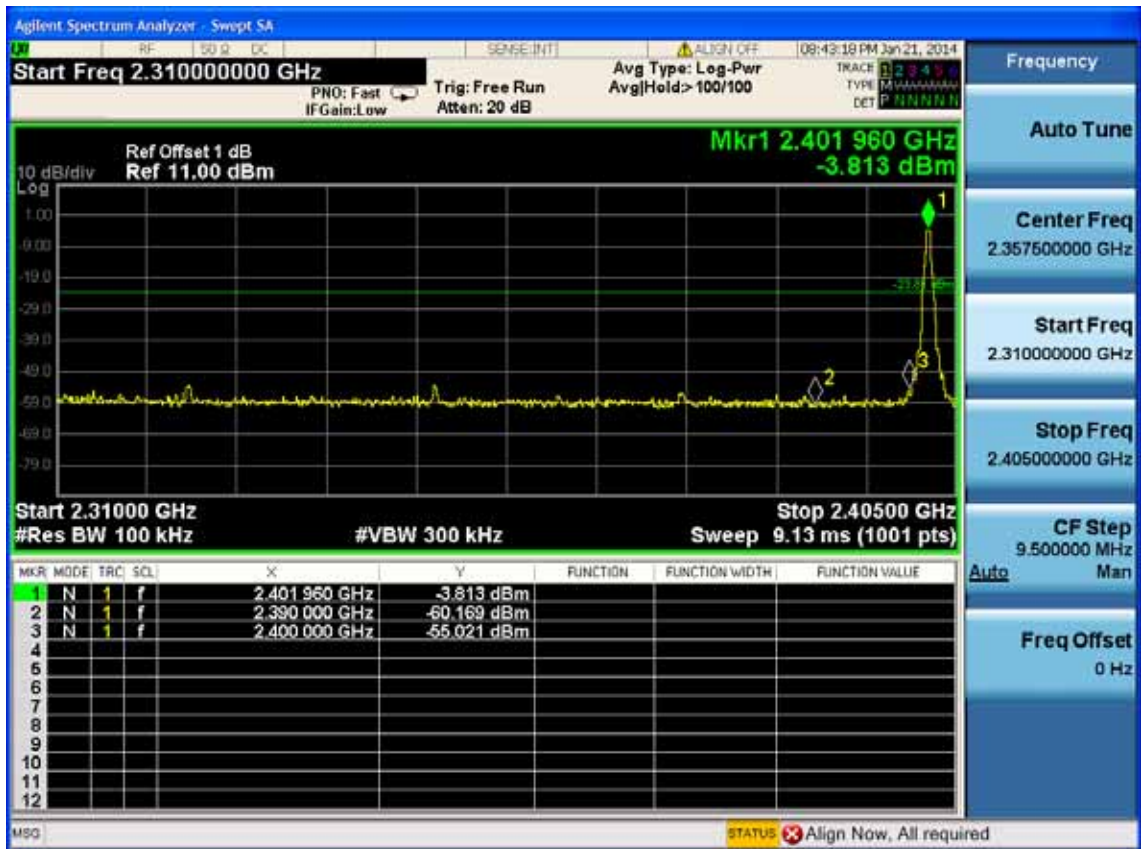 Agilent Spectrum Analyzer - Swept SA
LXI RF 50 Ω DC SENSE:INT ALIGN OFF 08:43:18 PM Jan 21, 2014
Start Freq 2.310000000 GHz
PNO: Fast
IFGain:Low
Trig: Free Run
Atten: 20 dB
Avg Type: Log-Pwr
Avg|Hold:> 100/100
TRACE 1 2 3 4 5 6
TYPE M
DET P N N N N N
Mkr1 2.401 960 GHz
-3.813 dBm
Ref Offset 1 dB
10 dB/div Ref 11.00 dBm
Log
1.00
-9.00
-19.0
-29.0
-39.0
-49.0
-59.0
-69.0
-79.0
1
2
3
Start 2.31000 GHz Stop 2.40500 GHz
#Res BW 100 kHz #VBW 300 kHz Sweep 9.13 ms (1001 pts)
MKR MODE TRC SCL X Y FUNCTION FUNCTION WIDTH FUNCTION VALUE
1 N 1 f 2.401 960 GHz -3.813 dBm
2 N 1 f 2.390 000 GHz -60.169 dBm
3 N 1 f 2.400 000 GHz -55.021 dBm
4
5
6
7
8
9
10
11
12
MSG STATUS Align Now, All required
Frequency
Auto Tune
Center Freq
2.357500000 GHz
Start Freq
2.310000000 GHz
Stop Freq
2.405000000 GHz
CF Step
9.500000 MHz
Auto Man
Freq Offset
0 Hz